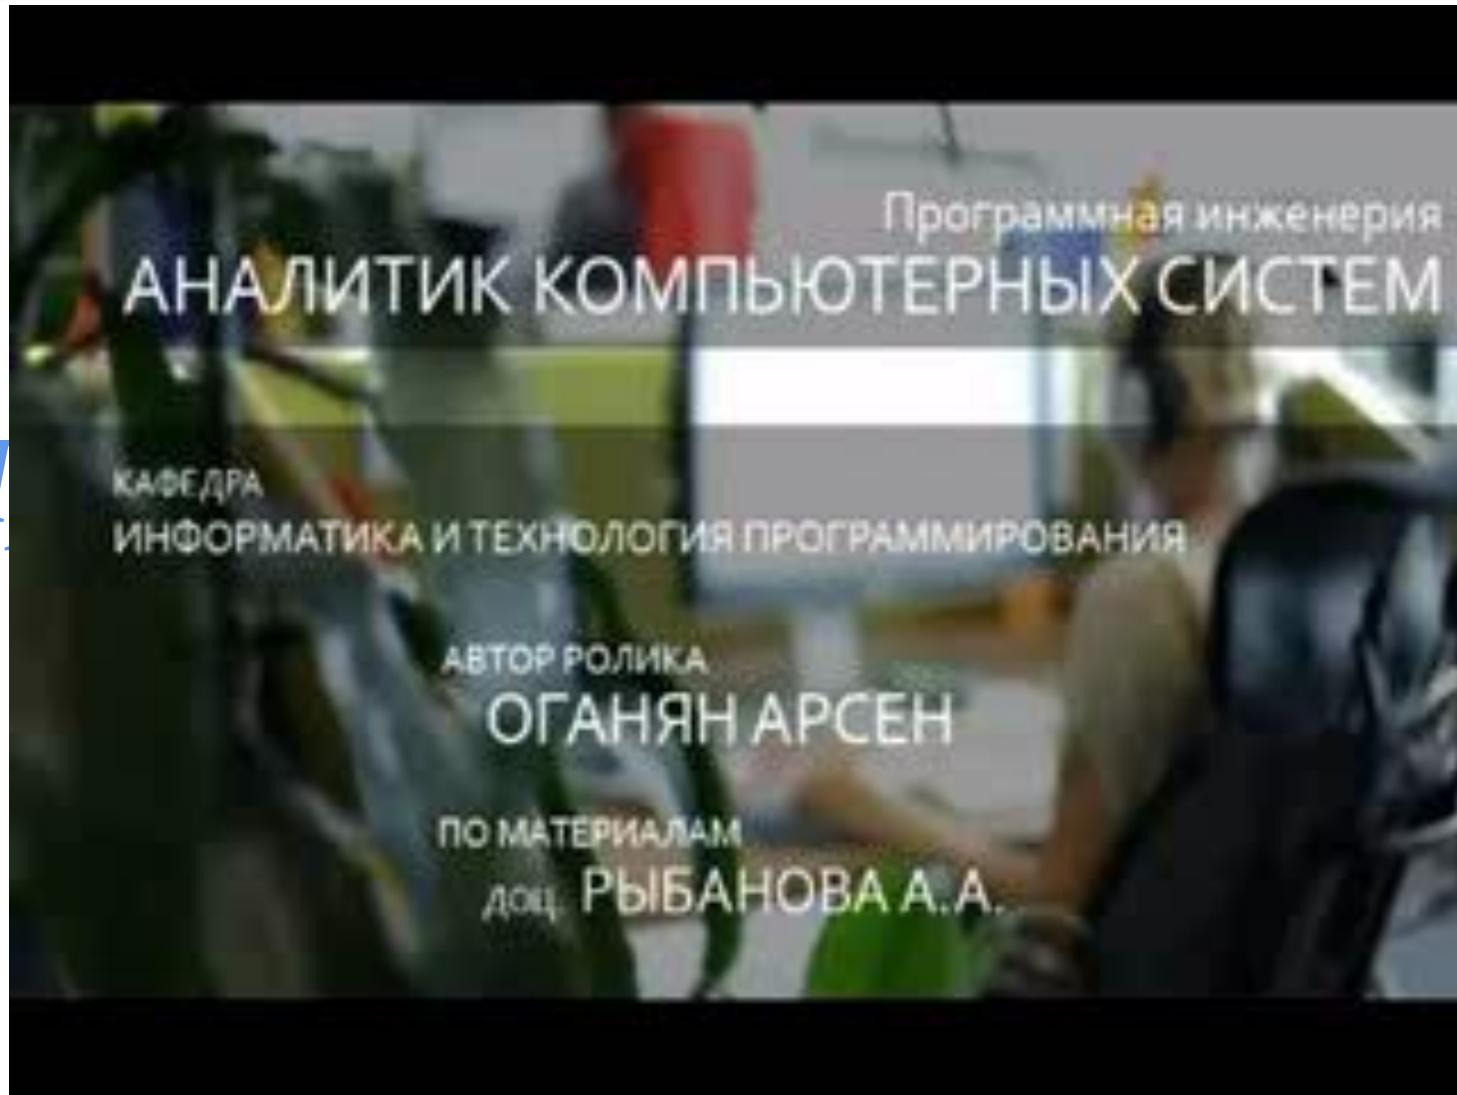 Программная инженерия
АНАЛИТИК КОМПЬЮТЕРНЫХ СИСТЕМ
КАФЕДРА
ИНФОРМАТИКА И ТЕХНОЛОГИЯ ПРОГРАММИРОВАНИЯ
АВТОР РОЛИКА
ОГАНЯН АРСЕН
ПО МАТЕРИАЛАМ
доц. РЫБАНОВА А.А.